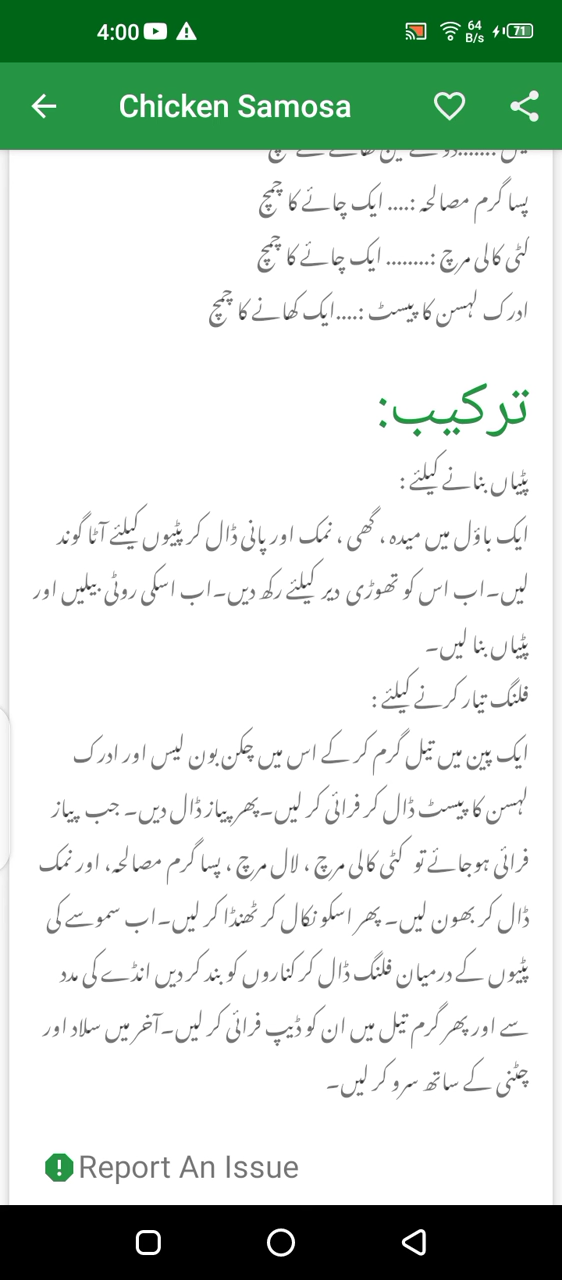 4:00
64
B/s
71
Chicken Samosa
پسا گرم مصالحہ :.... ایک چائے کا چمچ
کٹی کالی مرچ :........ ایک چائے کا چمچ
ادرک لہسن کا پیسٹ :....ایک کھانے کا چمچ
ترکیب:
پٹیاں بنانے کیلئے :
ایک باؤل میں میدہ ، گھی ، نمک اور پانی ڈال کر پٹیوں کیلئے آٹا گوند
لیں۔اب اس کو تھوڑی دیر کیلئے رکھ دیں۔اب اسکی روٹی بیلیں اور
پٹیاں بنا لیں۔
فلنگ تیار کرنے کیلئے :
ایک پین میں تیل گرم کر کے اس میں چکن بون لیس اور ادرک
لہسن کا پیسٹ ڈال کر فرائی کر لیں۔پھر پیاز ڈال دیں۔ جب پیاز
فرائی ہو جائے تو کٹی کالی مرچ ، لال مرچ ، پسا گرم مصالحہ، اور نمک
ڈال کر بھون لیں۔ پھر اسکو نکال کر ٹھنڈا کر لیں۔اب سموسے کی
پٹیوں کے درمیان فلنگ ڈال کر کناروں کو بند کر دیں انڈے کی مدد
سے اور پھر گرم تیل میں ان کو ڈیپ فرائی کر لیں۔آخر میں سلاد اور
چٹنی کے ساتھ سرو کر لیں۔
Report An Issue